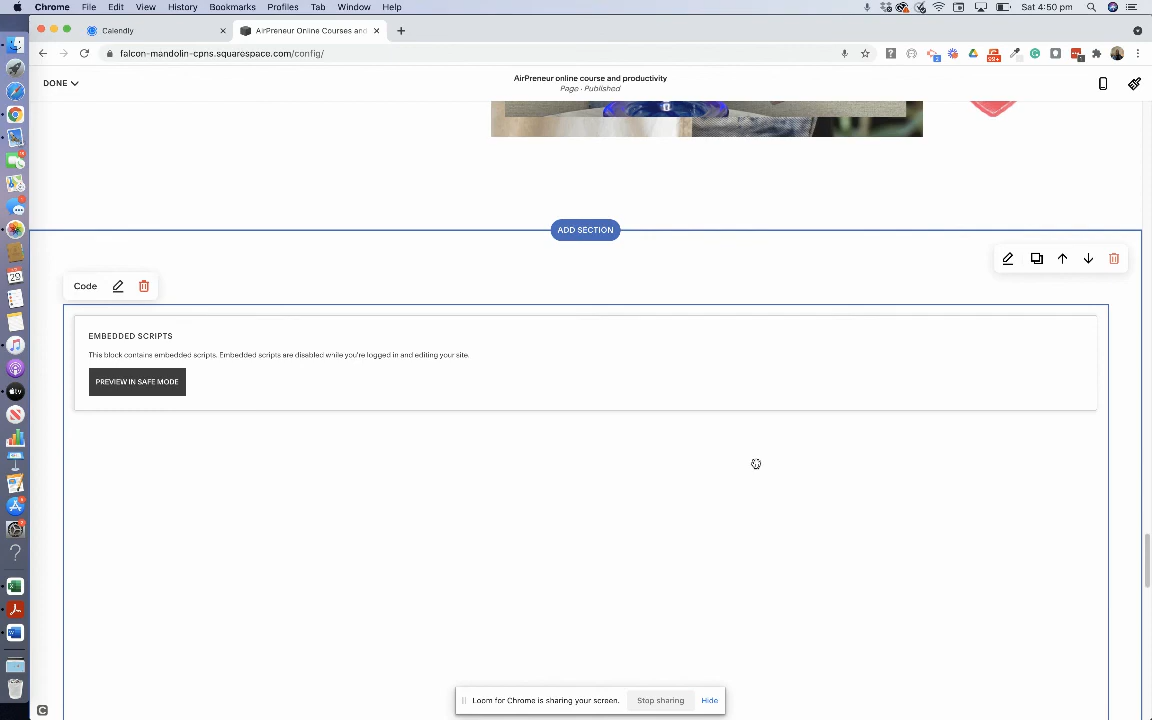 Chrome File Edit View History Bookmarks Profiles Tab Window Help Sat 4:50 pm
Calendly AirPreneur Online Courses and
falcon-mandolin-cpns.squarespace.com/config/
DONE
AirPreneur online course and productivity
Page · Published
ADD SECTION
Code
EMBEDDED SCRIPTS
This block contains embedded scripts. Embedded scripts are disabled while you're logged in and editing your site.
PREVIEW IN SAFE MODE
Loom for Chrome is sharing your screen. Stop sharing Hide